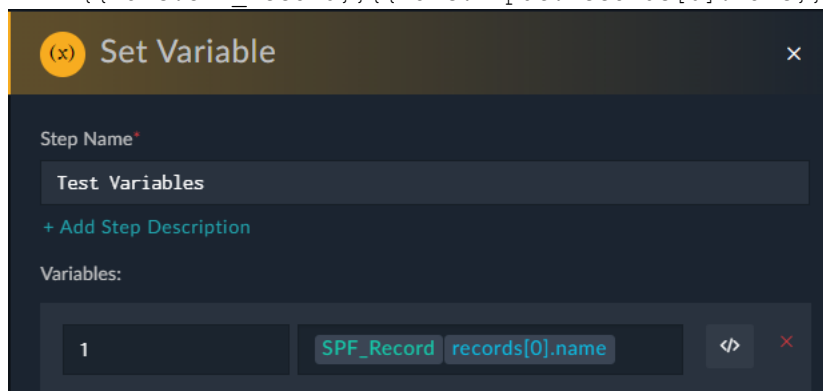 (x) Set Variable ×
Step Name*
Test Variables
+ Add Step Description
Variables:
1 SPF_Record records[0].name </> ×